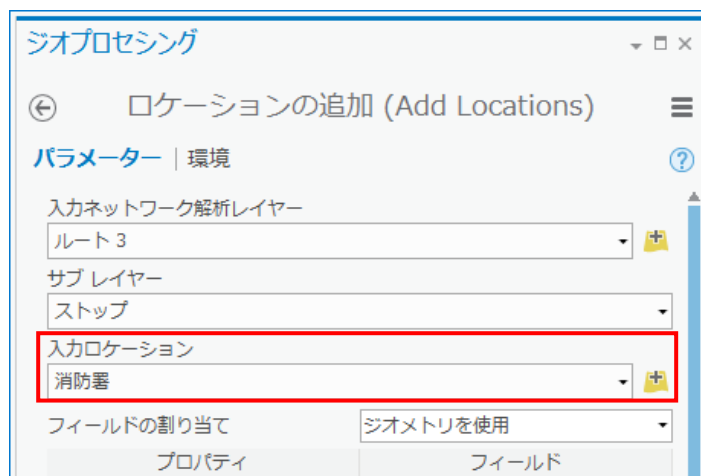 ジオプロセシング
ロケーションの追加 (Add Locations)
パラメーター | 環境
?
入力ネットワーク解析レイヤー
ルート 3
サブ レイヤー
ストップ
入力ロケーション
消防署
フィールドの割り当て ジオメトリを使用
プロパティ フィールド